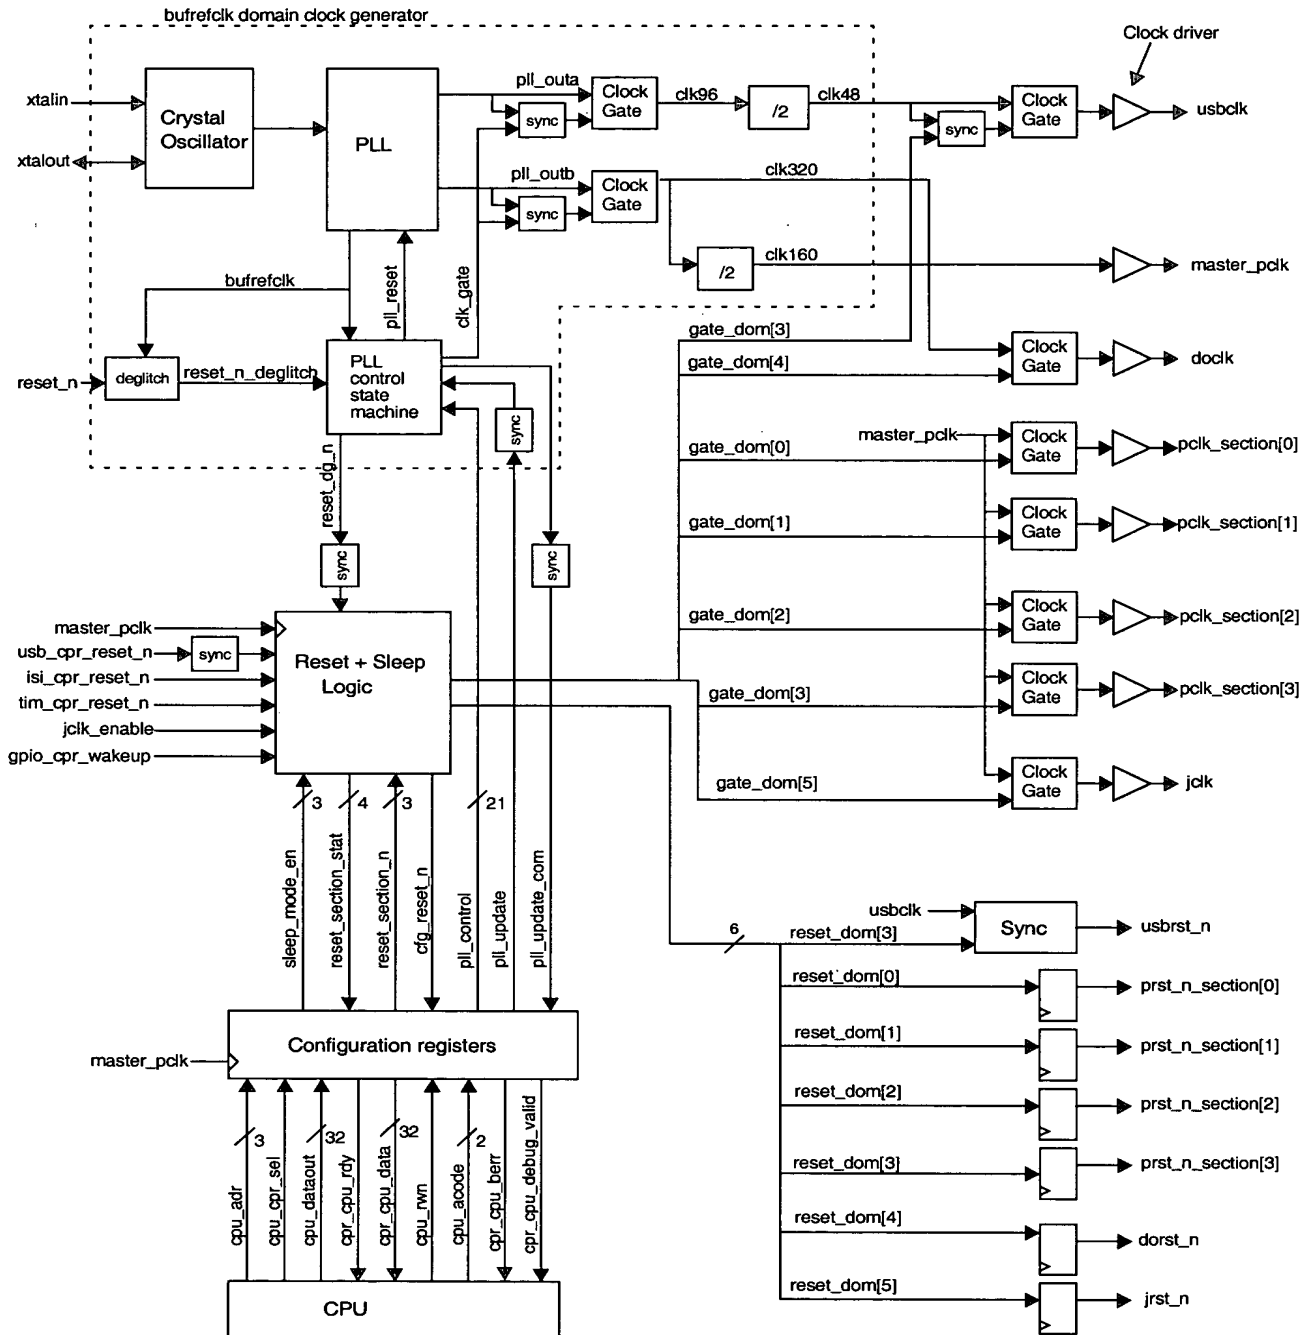 bufrefclk domain clock generator
Clock driver
xtalin
xtalout
Crystal
Oscillator
PLL
pll_outa
sync
Clock
Gate
clk96
/2
clk48
sync
Clock
Gate
usbclk
pll_outb
sync
Clock
Gate
clk320
/2
clk160
master_pclk
bufrefclk
pll_reset
clk_gate
reset_n
deglitch
reset_n_deglitch
PLL
control
state
machine
sync
gate_dom[3]
gate_dom[4]
Clock
Gate
doclk
reset_dg_n
sync
sync
master_pclk
gate_dom[0]
Clock
Gate
pclk_section[0]
gate_dom[1]
Clock
Gate
pclk_section[1]
gate_dom[2]
Clock
Gate
pclk_section[2]
gate_dom[3]
Clock
Gate
pclk_section[3]
gate_dom[5]
Clock
Gate
jclk
master_pclk
usb_cpr_reset_n
sync
isi_cpr_reset_n
tim_cpr_reset_n
jclk_enable
gpio_cpr_wakeup
Reset + Sleep
Logic
3
4
3
21
sleep_mode_en
reset_section_stat
reset_section_n
cfg_reset_n
pll_control
pll_update
pll_update_com
6
usbclk
reset_dom[3]
Sync
usbrst_n
reset_dom[0]
prst_n_section[0]
reset_dom[1]
prst_n_section[1]
reset_dom[2]
prst_n_section[2]
reset_dom[3]
prst_n_section[3]
reset_dom[4]
dorst_n
reset_dom[5]
jrst_n
master_pclk
Configuration registers
3
32
32
2
cpu_adr
cpu_cpr_sel
cpu_dataout
cpr_cpu_rdy
cpr_cpu_data
cpu_rwn
cpu_acode
cpr_cpu_berr
cpr_cpu_debug_valid
CPU